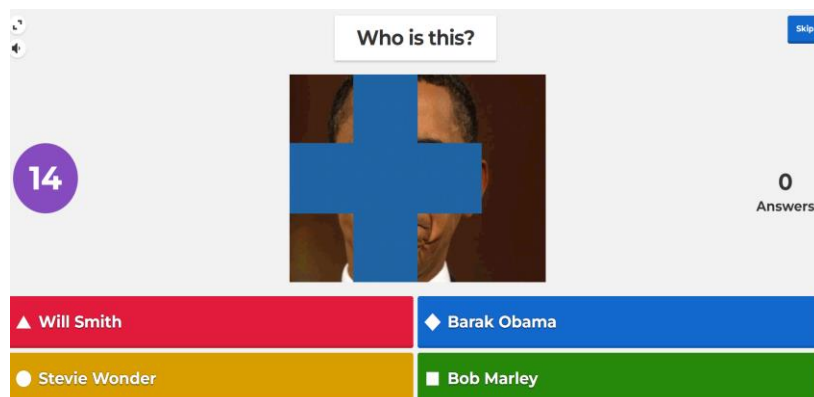 Who is this?
Skip
14
0
Answers
Will Smith
Barak Obama
Stevie Wonder
Bob Marley